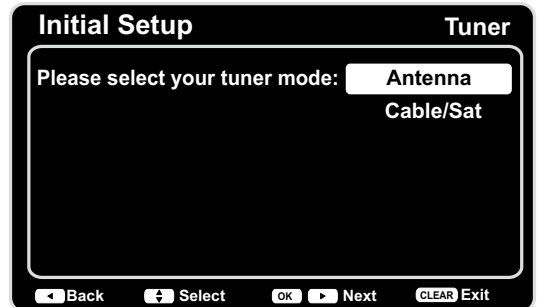 Initial Setup Tuner
Please select your tuner mode: Antenna
Cable/Sat
Back Select OK Next CLEAR Exit